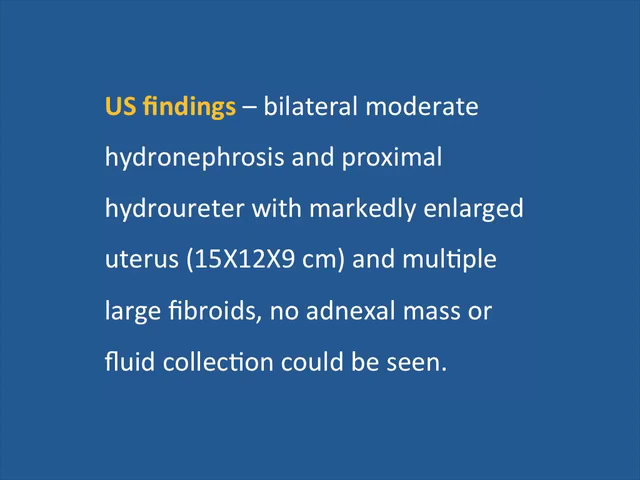 US findings – bilateral moderate
hydronephrosis and proximal
hydroureter with markedly enlarged
uterus (15X12X9 cm) and multiple
large fibroids, no adnexal mass or
fluid collection could be seen.